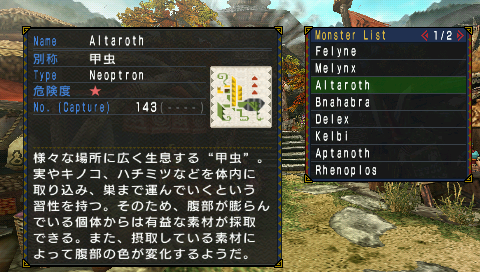 Name Altaroth
別称 甲虫
Type Neoptron
危険度 ★
No. (Capture) 143(----)
様々な場所に広く生息する“甲虫”。
実やキノコ、ハチミツなどを体内に
取り込み、巣まで運んでいくという
習性を持つ。そのため、腹部が膨らん
でいる個体からは有益な素材が採取
できる。また、摂取している素材に
よって腹部の色が変化するようだ。
Monster List 1/2
Felyne
Melynx
Altaroth
Bnahabra
Delex
Kelbi
Aptanoth
Rhenoplos